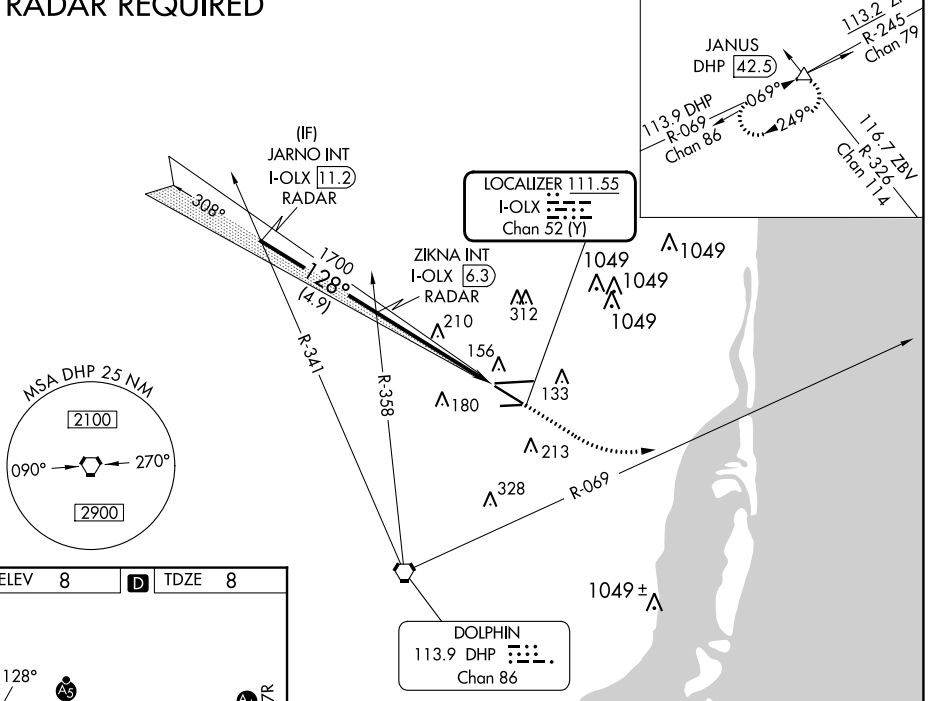 RADAR REQUIRED
113.2
R-245
Chan 79
JANUS
DHP 42.5
069°
249°
113.9 DHP
R-069
Chan 86
116.7 ZBV
R-326
Chan 114
(IF)
JARNO INT
I-OLX 11.2
RADAR
308°
LOCALIZER 111.55
I-OLX
Chan 52 (Y)
1700
128°
(4.9)
ZIKNA INT
I-OLX 6.3
RADAR
1049
1049
1049
1049
312
210
156
133
180
213
328
R-341
R-358
R-069
MSA DHP 25 NM
2100
090°
270°
2900
1049 ±
DOLPHIN
113.9 DHP
Chan 86
ELEV 8
D
TDZE 8
128°
A5
7R